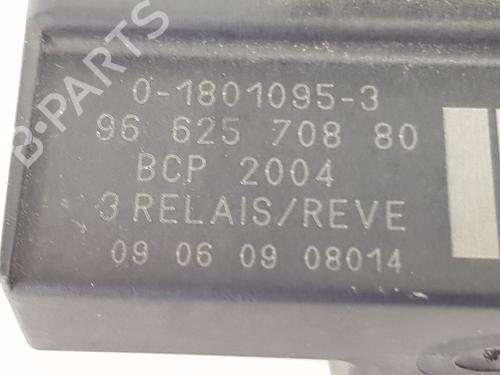 B-PARTS
0-1801095-3
96 625 708 80
BCP 2004
3 RELAIS/REVE
09 06 09 08014